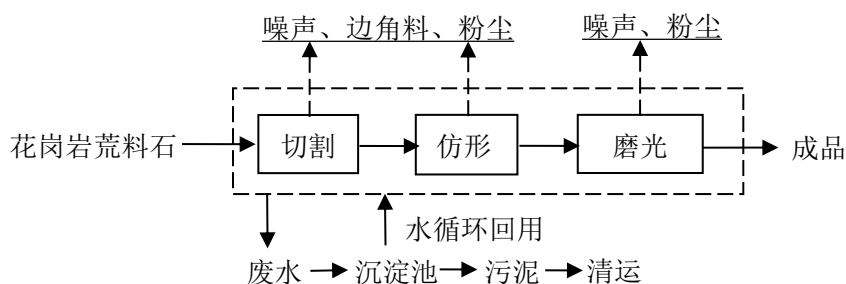 噪声、边角料、粉尘 噪声、粉尘
花岗岩荒料石 切割 仿形 磨光 成品
水循环回用
废水 沉淀池 污泥 清运